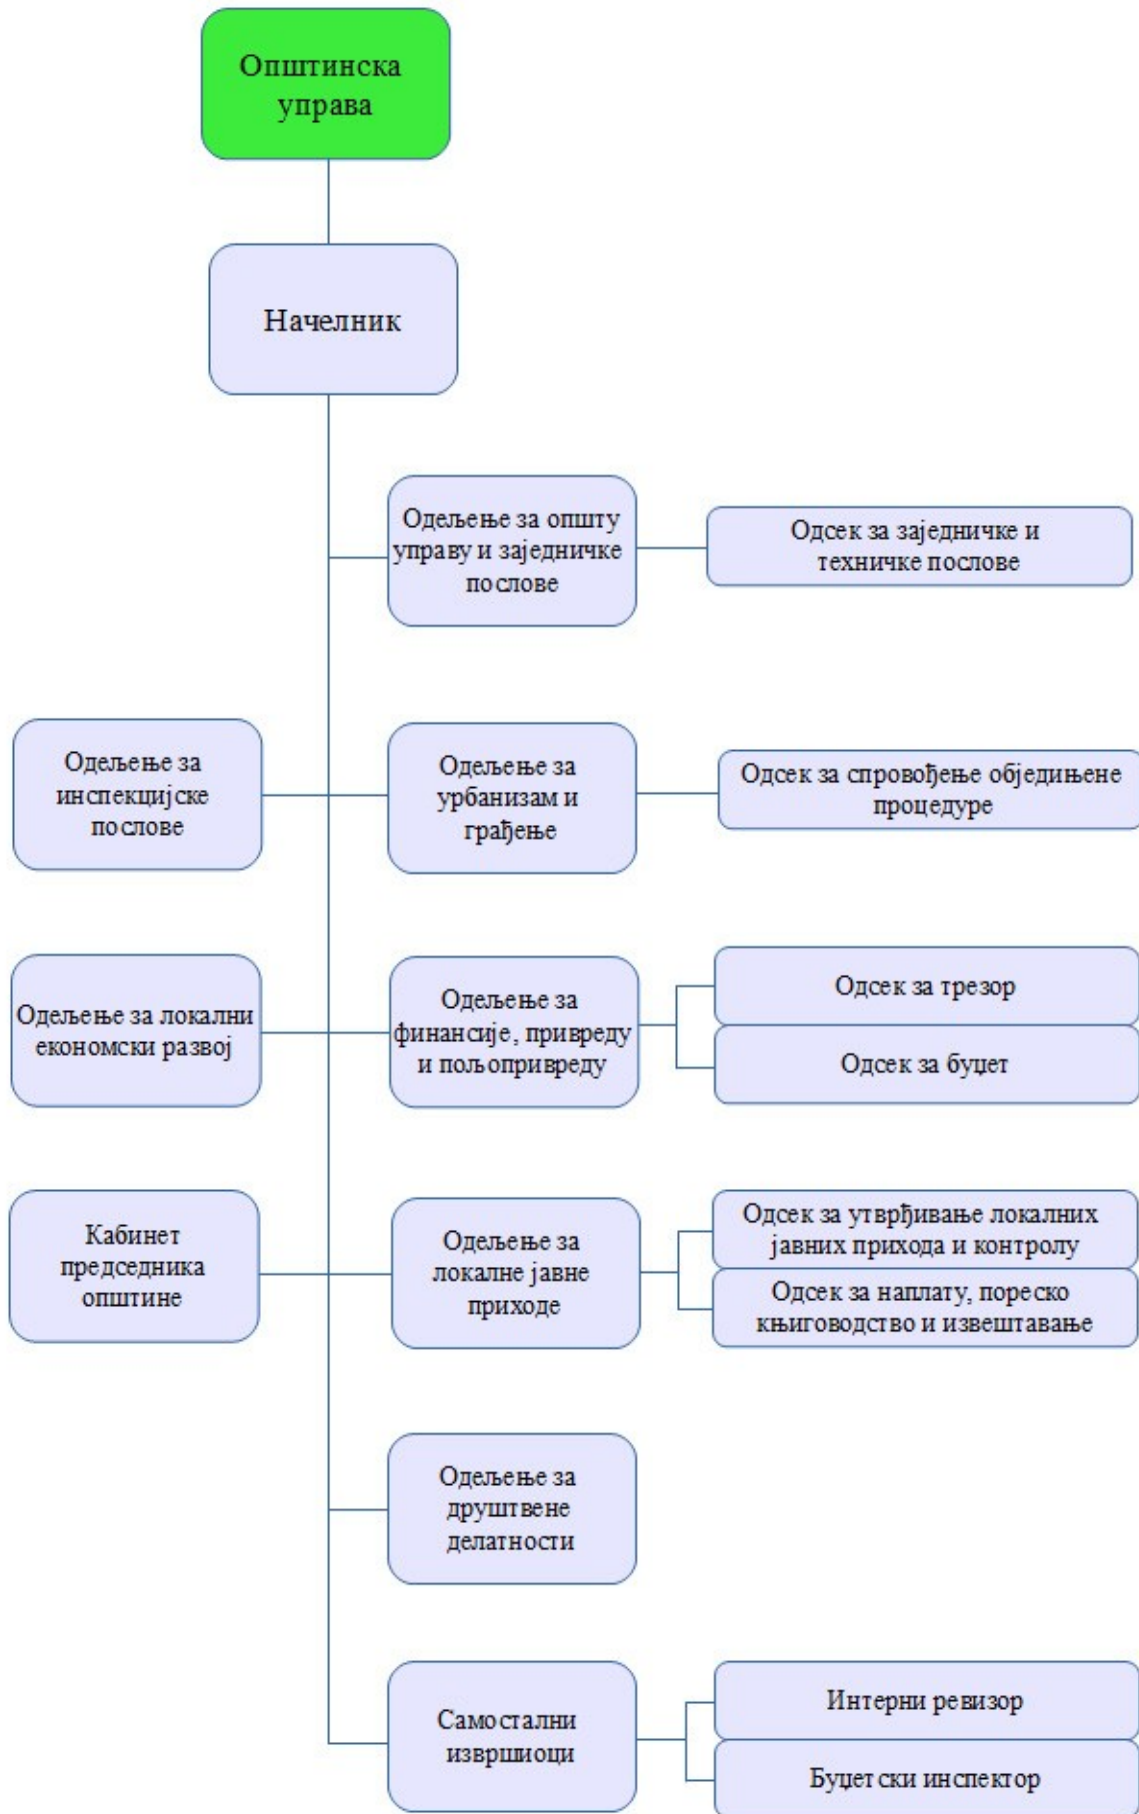 Општинска
управа
Начелник
Одељење за општу
управу и заједничке
послове
Одсек за заједничке и
техничке послове
Одељење за
инспекцијске
послове
Одељење за
урбанизам и
грађење
Одсек за спровођење обједињене
процедуре
Одељење за локални
економски развој
Одељење за
финансије, привреду
и пољопривреду
Одсек за трезор
Одсек за буџет
Кабинет
председника
општине
Одељење за
локалне јавне
приходе
Одсек за утврђивање локалних
јавних прихода и контролу
Одсек за наплату, пореско
књиговодство и извештавање
Одељење за
друштвене
делатности
Самостални
извршиоци
Интерни ревизор
Буџетски инспектор